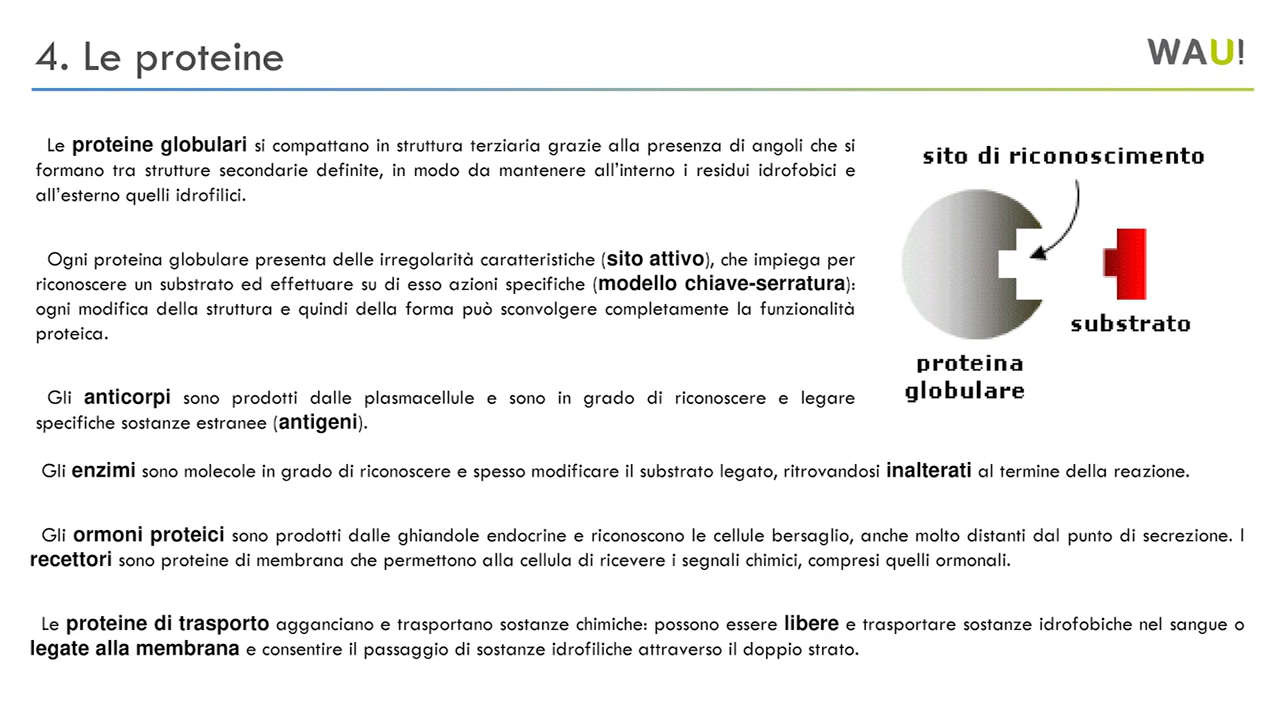 4. Le proteine
WAU!
Le proteine globulari si compattano in struttura terziaria grazie alla presenza di angoli che si
formano tra strutture secondarie definite, in modo da mantenere all'interno i residui idrofobici e
all'esterno quelli idrofilici.
Ogni proteina globulare presenta delle irregolarità caratteristiche (sito attivo), che impiega per
riconoscere un substrato ed effettuare su di esso azioni specifiche (modello chiave-serratura):
ogni modifica della struttura e quindi della forma può sconvolgere completamente la funzionalità
proteica.
Gli anticorpi sono prodotti dalle plasmacellule e sono in grado di riconoscere e legare
specifiche sostanze estranee (antigeni).
sito di riconoscimento
substrato
proteina
globulare
Gli enzimi sono molecole in grado di riconoscere e spesso modificare il substrato legato, ritrovandosi inalterati al termine della reazione.
Gli ormoni proteici sono prodotti dalle ghiandole endocrine e riconoscono le cellule bersaglio, anche molto distanti dal punto di secrezione. I
recettori sono proteine di membrana che permettono alla cellula di ricevere i segnali chimici, compresi quelli ormonali.
Le proteine di trasporto agganciano e trasportano sostanze chimiche: possono essere libere e trasportare sostanze idrofobiche nel sangue o
legate alla membrana e consentire il passaggio di sostanze idrofiliche attraverso il doppio strato.